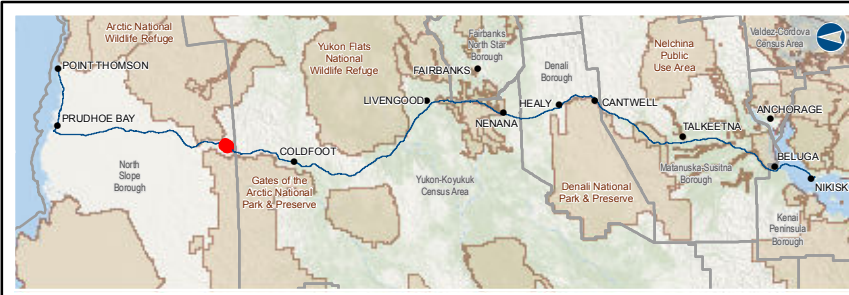 Arctic National
Wildlife Refuge
POINT THOMSON
PRUDHOE BAY
North
Slope
Borough
COLDFOOT
Gates of the
Arctic National
Park & Preserve
Yukon Flats
National
Wildlife Refuge
LIVENGOOD
Yukon-Koyukuk
Census Area
Fairbanks
North Star
Borough
FAIRBANKS
NENANA
Denali
Borough
HEALY
CANTWELL
Denali National
Park & Preserve
Nelchina
Public
Use Area
TALKEETNA
Matanuska-Susitna
Borough
Valdez-Cordova
Census Area
ANCHORAGE
BELUGA
NIKISK
Kenai
Peninsula
Borough